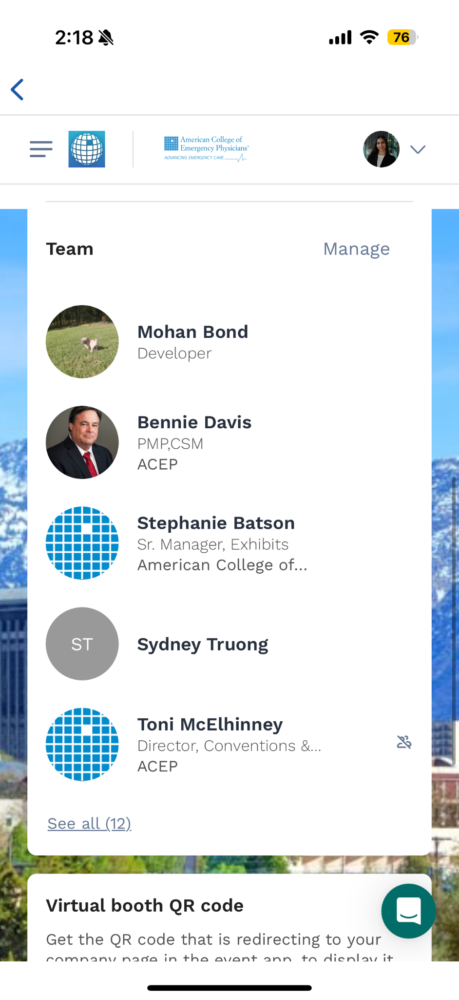 2:18
76
American College of
Emergency Physicians®
ADVANCING EMERGENCY CARE
Team
Manage
Mohan Bond
Developer
Bennie Davis
PMP,CSM
ACEP
Stephanie Batson
Sr. Manager, Exhibits
American College of...
ST
Sydney Truong
Toni McElhinney
Director, Conventions &...
ACEP
See all (12)
Virtual booth QR code
Get the QR code that is redirecting to your
company page in the event app, to display it